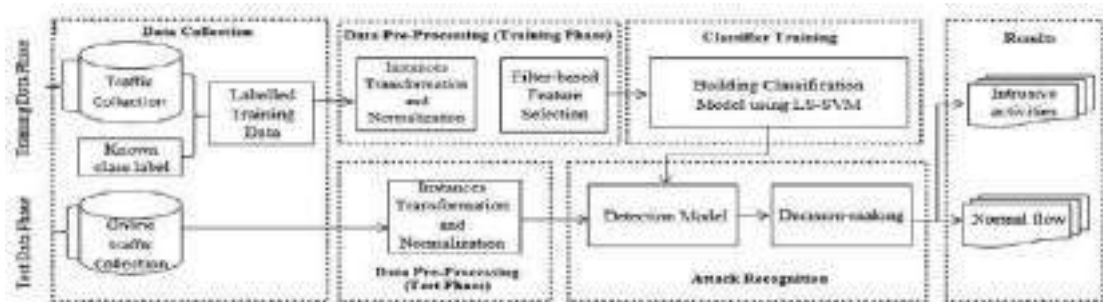 Data Collection
Data Pre-Processing (Training Phase)
Classifier Training
Results
Training Data Phase
Traffic
Collection
Labelled
Training
Data
Known
class label
Instances
Transformation
and
Normalization
Filter-based
Feature
Selection
Building Classification
Model using LS-SVM
Intrusive
activities
Test Data Phase
Online
traffic
Collection
Instances
Transformation
and
Normalization
Data Pre-Processing
(Test Phase)
Detection Model
Decision-making
Attack Recognition
Normal flow